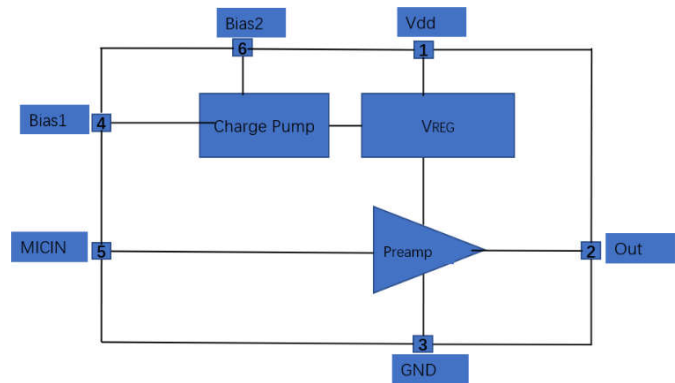 Bias2
Vdd
6
1
Bias1
4
Charge Pump
VREG
MICIN
5
Preamp
2
Out
3
GND